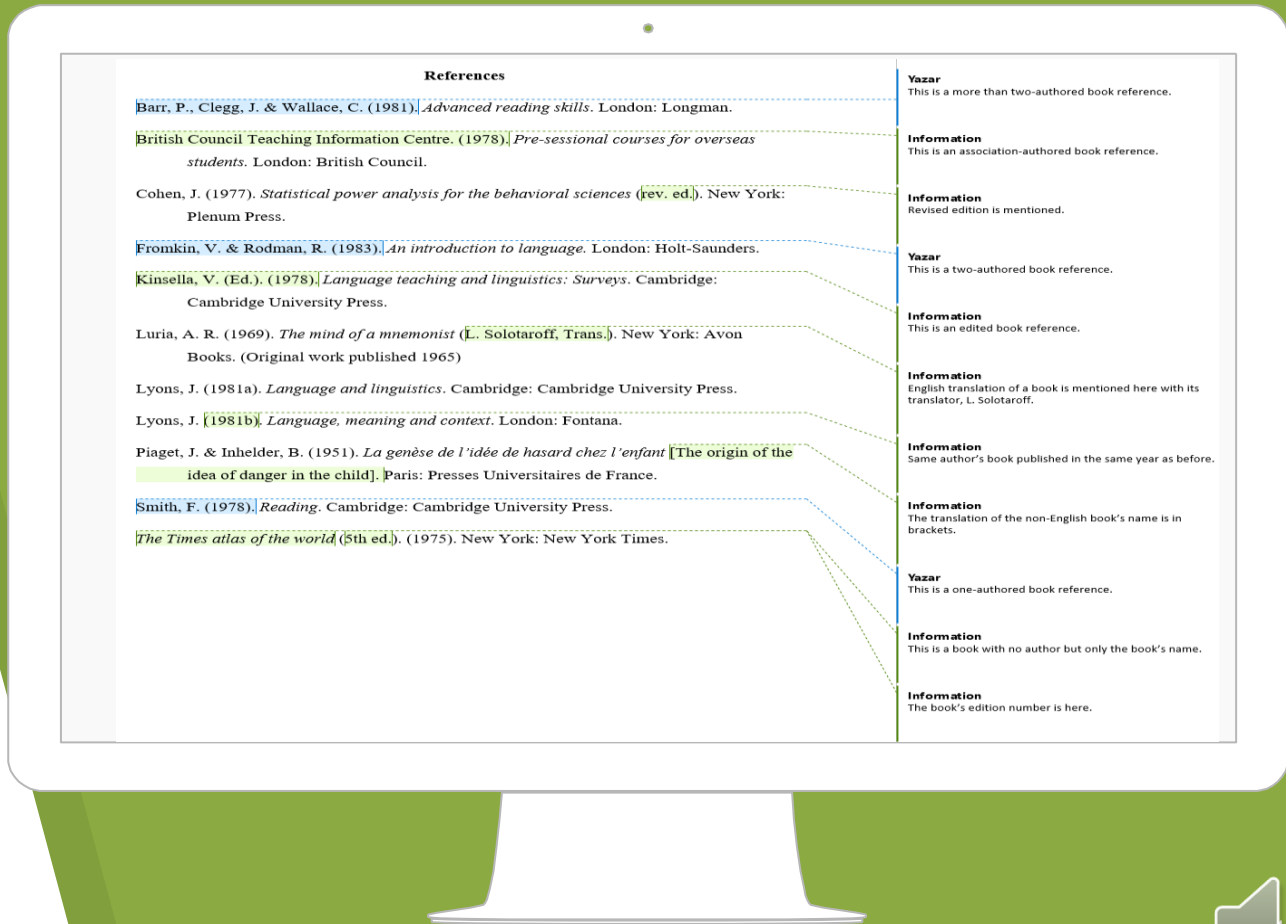 References
Barr, P., Clegg, J. & Wallace, C. (1981). Advanced reading skills. London: Longman.
British Council Teaching Information Centre. (1978). Pre-sessional courses for overseas
students. London: British Council.
Cohen, J. (1977). Statistical power analysis for the behavioral sciences (rev. ed.). New York:
Plenum Press.
Fromkin, V. & Rodman, R. (1983). An introduction to language. London: Holt-Saunders.
Kinsella, V. (Ed.). (1978). Language teaching and linguistics: Surveys. Cambridge:
Cambridge University Press.
Luria, A. R. (1969). The mind of a mnemonist (L. Solotaroff, Trans.). New York: Avon
Books. (Original work published 1965)
Lyons, J. (1981a). Language and linguistics. Cambridge: Cambridge University Press.
Lyons, J. (1981b). Language, meaning and context. London: Fontana.
Piaget, J. & Inhelder, B. (1951). La genèse de l’idée de hasard chez l’enfant [The origin of the
idea of danger in the child]. Paris: Presses Universitaires de France.
Smith, F. (1978). Reading. Cambridge: Cambridge University Press.
The Times atlas of the world (5th ed.). (1975). New York: New York Times.
Yazar
This is a more than two-authored book reference.
Information
This is an association-authored book reference.
Information
Revised edition is mentioned.
Yazar
This is a two-authored book reference.
Information
This is an edited book reference.
Information
English translation of a book is mentioned here with its
translator, L. Solotaroff.
Information
Same author’s book published in the same year as before.
Information
The translation of the non-English book’s name is in
brackets.
Yazar
This is a one-authored book reference.
Information
This is a book with no author but only the book’s name.
Information
The book’s edition number is here.